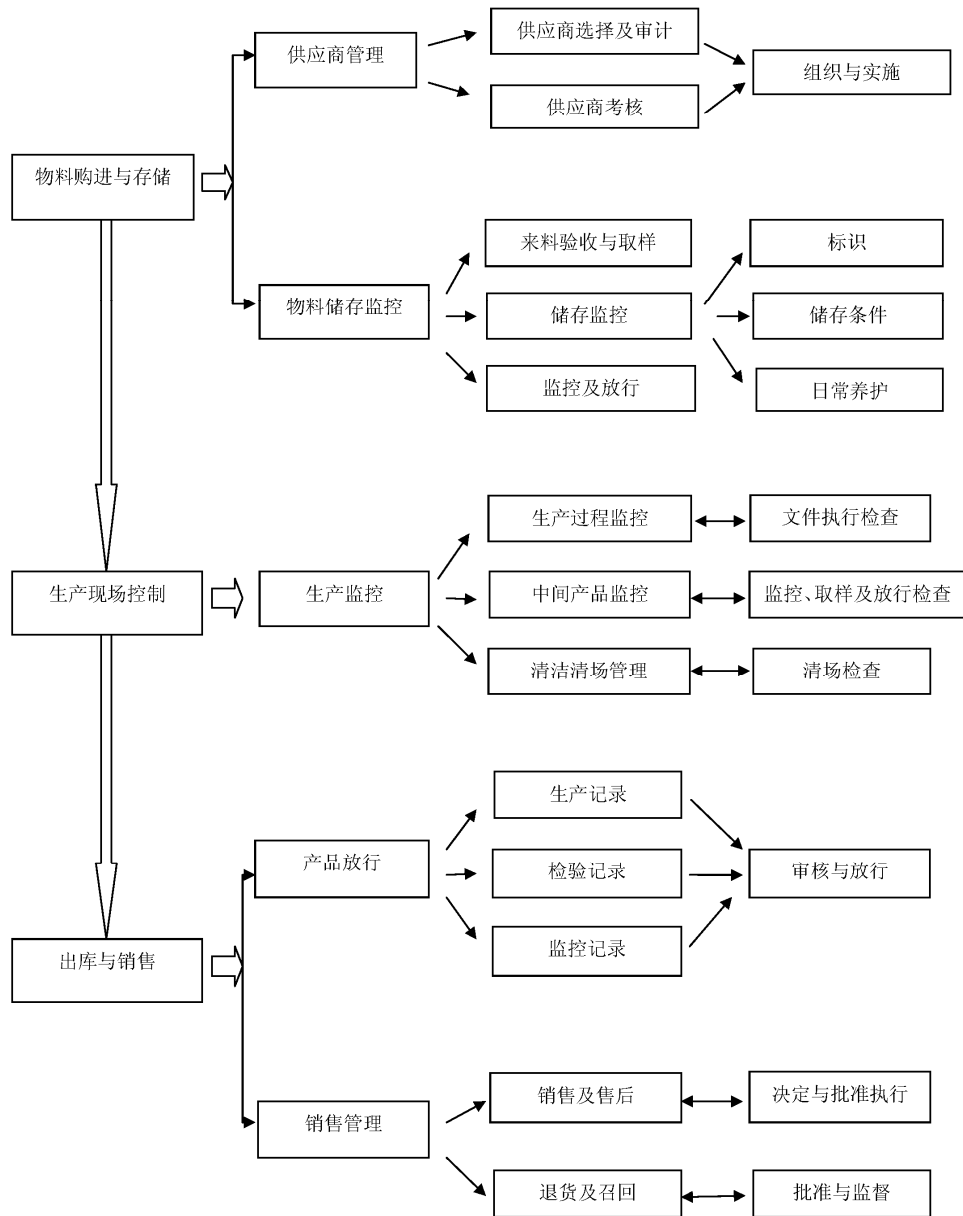 供应商管理
供应商选择及审计
组织与实施
供应商考核
物料购进与存储
来料验收与取样
标识
物料储存监控
储存监控
储存条件
监控及放行
日常养护
生产过程监控
文件执行检查
生产现场控制
生产监控
中间产品监控
监控、取样及放行检查
清洁清场管理
清场检查
生产记录
产品放行
检验记录
审核与放行
监控记录
出库与销售
销售及售后
决定与批准执行
销售管理
退货及召回
批准与监督